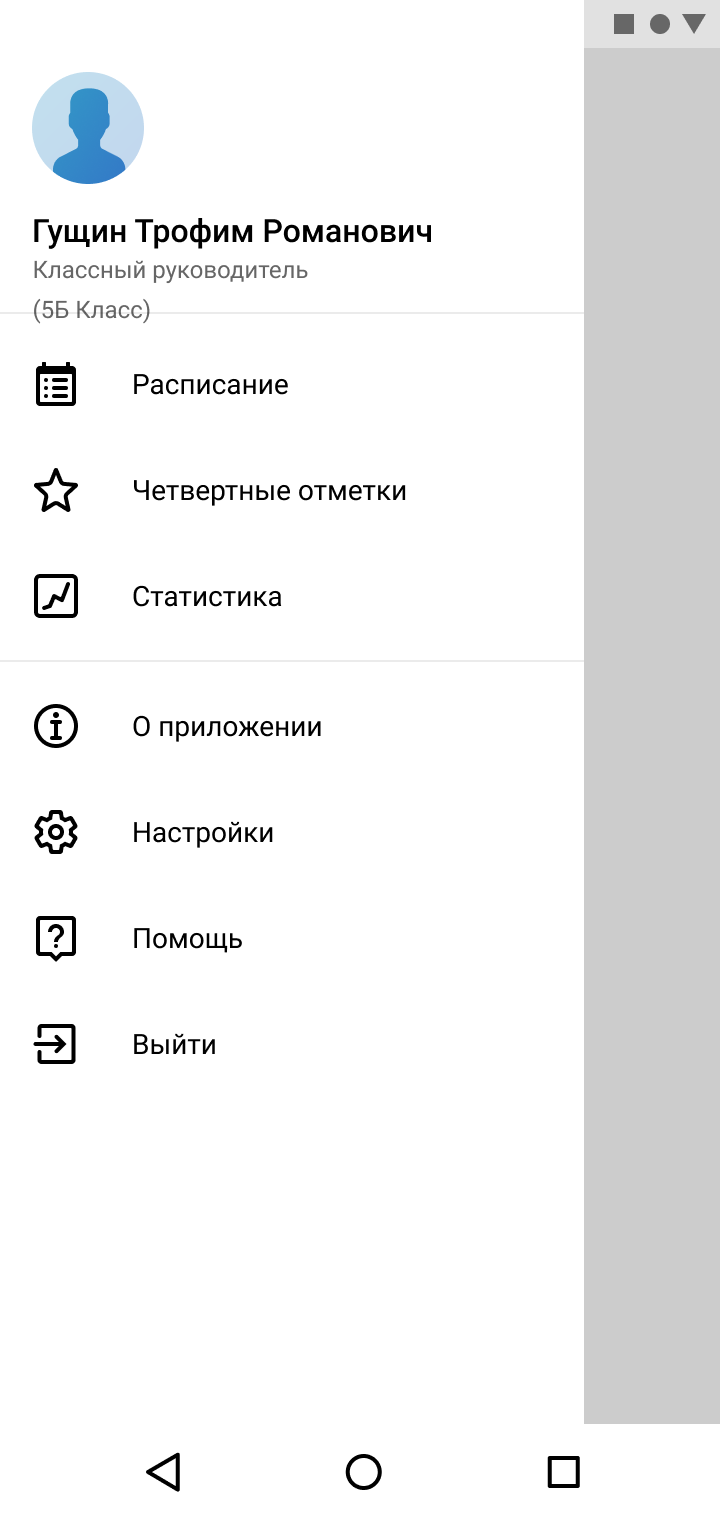 Гущин Трофим Романович
Классный руководитель
(5Б Класс)
Расписание
Четвертные отметки
Статистика
О приложении
Настройки
Помощь
Выйти